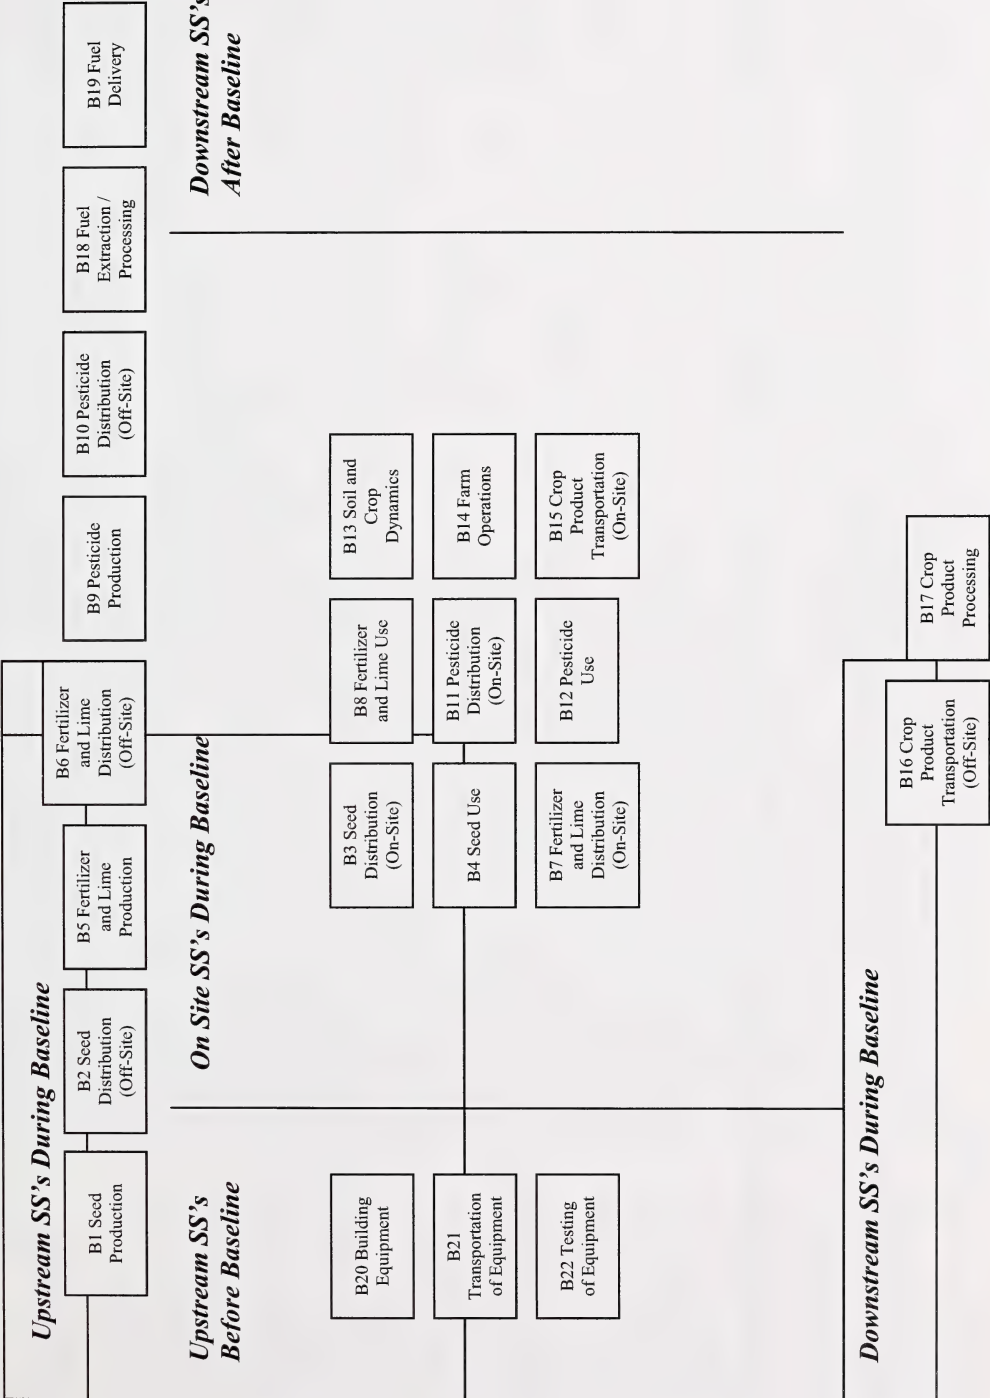 Upstream SS's During Baseline
B1 Seed
Production
B2 Seed
Distribution
(Off-Site)
B5 Fertilizer
and Lime
Production
B6 Fertilizer
and Lime
Distribution
(Off-Site)
B9 Pesticide
Production
B10 Pesticide
Distribution
(Off-Site)
B18 Fuel
Extraction /
Processing
B19 Fuel
Delivery
Upstream SS's
Before Baseline
B20 Building
Equipment
B21
Transportation
of Equipment
B22 Testing
of Equipment
On Site SS's During Baseline
B3 Seed
Distribution
(On-Site)
B8 Fertilizer
and Lime Use
B13 Soil and
Crop
Dynamics
B4 Seed Use
B11 Pesticide
Distribution
(On-Site)
B14 Farm
Operations
B7 Fertilizer
and Lime
Distribution
(On-Site)
B12 Pesticide
Use
B15 Crop
Product
Transportation
(On-Site)
Downstream SS's
After Baseline
Downstream SS's During Baseline
B16 Crop
Product
Transportation
(Off-Site)
B17 Crop
Product
Processing